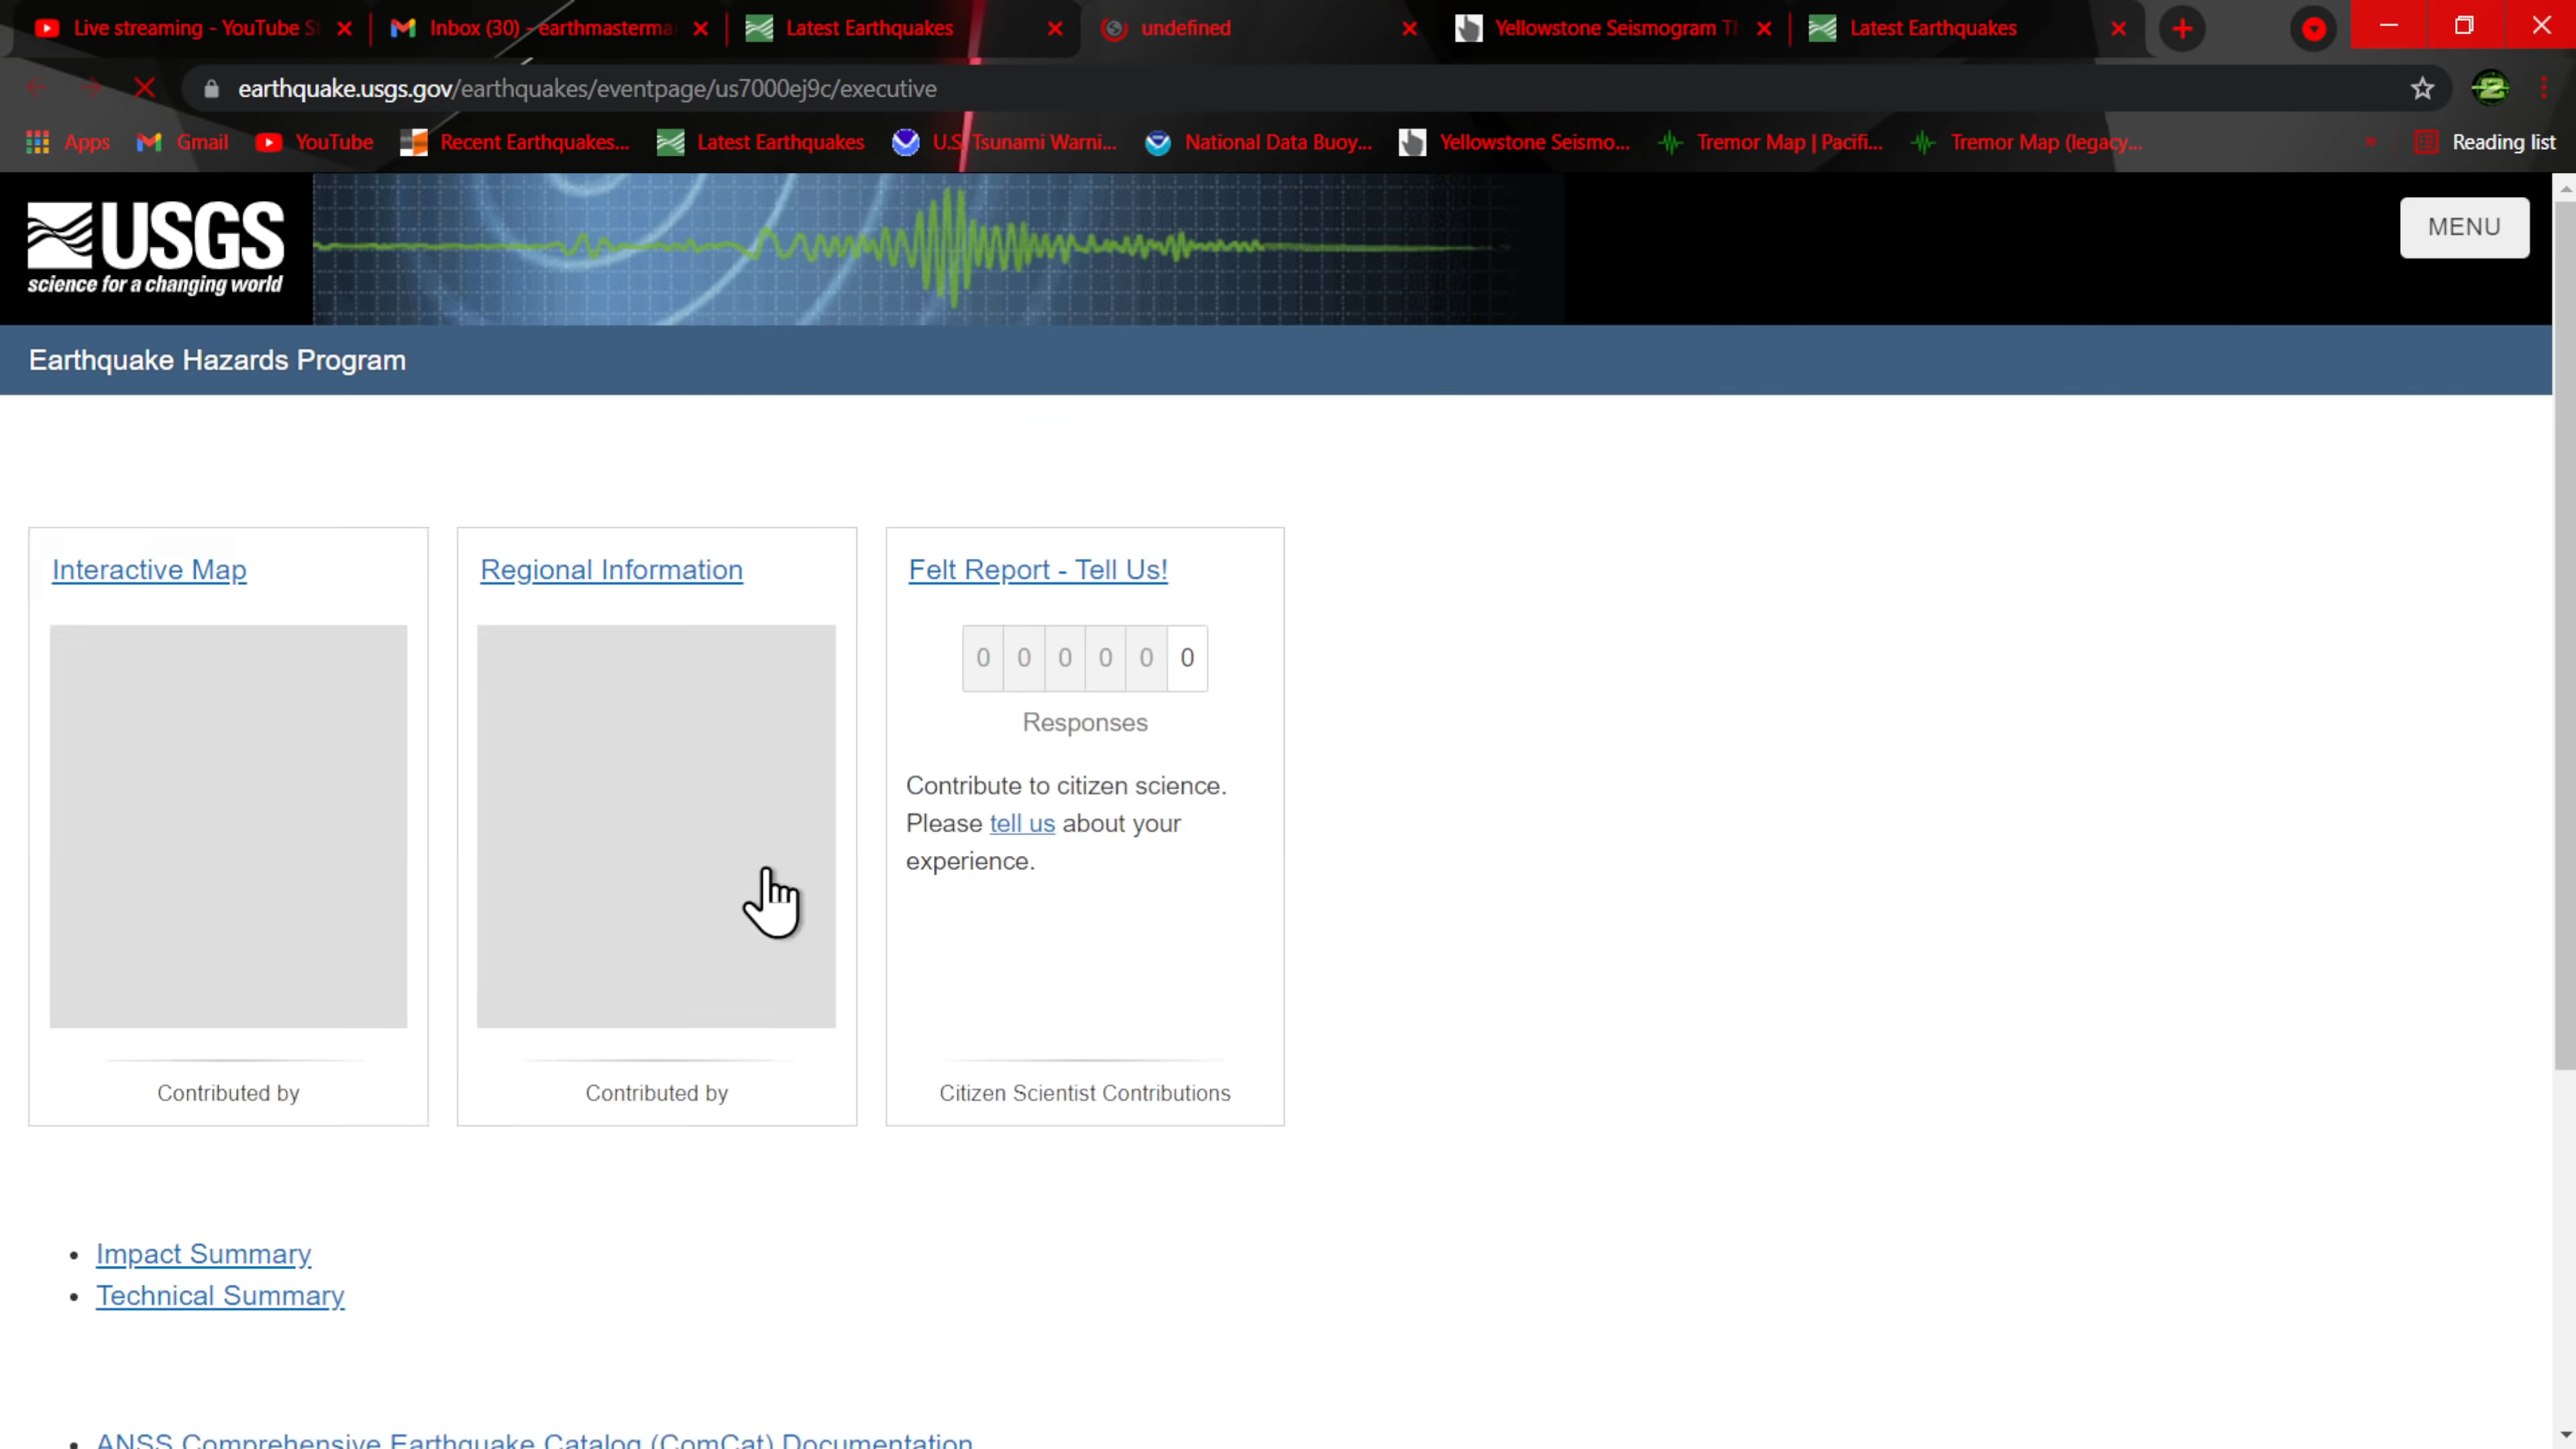 Live streaming - YouTube S
Inbox (30) - earthmasterma
Latest Earthquakes
undefined
Yellowstone Seismogram T
Latest Earthquakes
earthquake.usgs.gov/earthquakes/eventpage/us7000ej9c/executive
Apps
Gmail
YouTube
Recent Earthquakes...
Latest Earthquakes
U.S. Tsunami Warni...
National Data Buoy...
Yellowstone Seismo...
Tremor Map | Pacifi...
Tremor Map (legacy...
»
Reading list
USGS
science for a changing world
MENU
Earthquake Hazards Program
Interactive Map
Contributed by
Regional Information
Contributed by
Felt Report - Tell Us!
0 0 0 0 0 0
Responses
Contribute to citizen science.
Please tell us about your
experience.
Citizen Scientist Contributions
• Impact Summary
• Technical Summary
• ANSS Comprehensive Earthquake Catalog (ComCat) Documentation